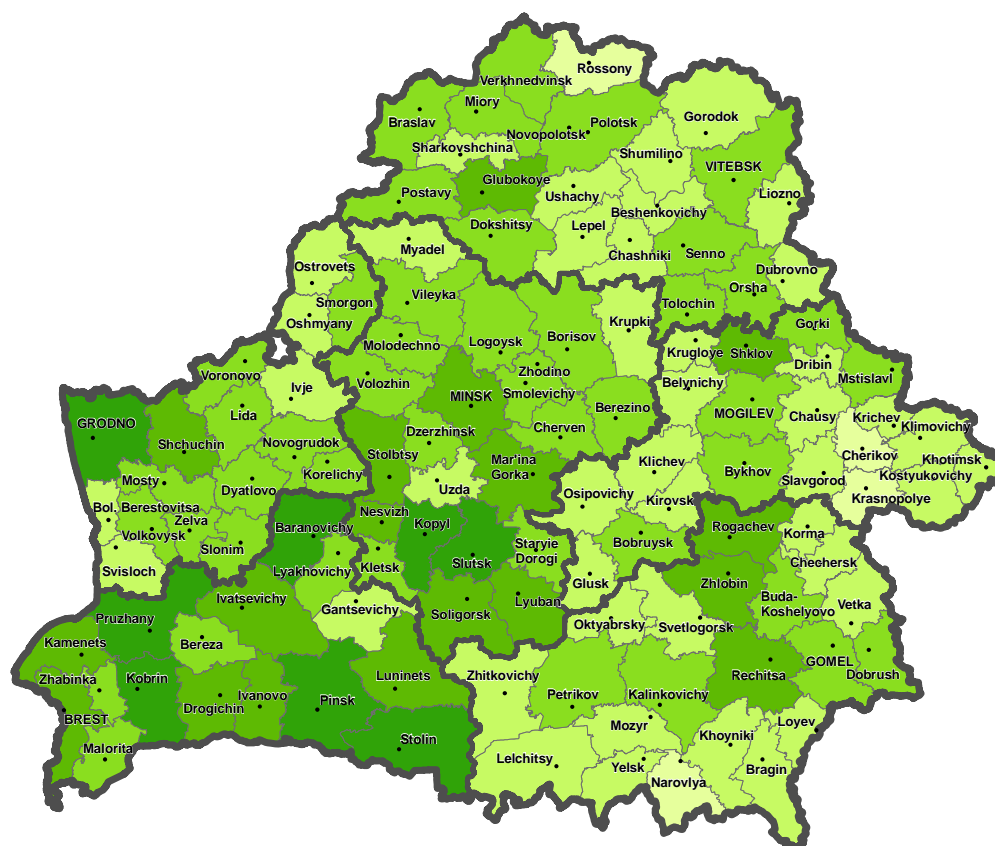 Rossony
Verkhnedvinsk
Miory
Braslav
Gorodok
Polotsk
Novopolotsk
Sharkovshchina
Shumilino
VITEBSK
Glubokoye
Postavy
Ushachy
Liozno
Beshenkovichy
Dokshitsy
Lepel
Myadel
Chashniki
Senno
Ostrovets
Dubrovno
Orsha
Vileyka
Smorgon
Tolochin
Oshmyany
Krupki
Gorki
Borisov
Logoysk
Molodechno
Krugloye
Shklov
Dribin
Zhodino
Voronovo
Mstislavl
Volozhin
Ivje
Belynichy
Smolevichy
MINSK
Berezino
Lida
MOGILEV
Chausy
Krichev
GRODNO
Klimovichy
Cherven
Dzerzhinsk
Shchuchin
Novogrudok
Stolbtsy
Cherikov
Mar'ina
Gorka
Klichev
Khotimsk
Korelichy
Bykhov
Kostyukovichy
Mosty
Dyatlovo
Slavgorod
Uzda
Osipovichy
Krasnopolye
Kirovsk
Bol.
Berestovitsa
Nesvizh
Zelva
Kopyl
Baranovichy
Rogachev
Korma
Volkovysk
Slonim
Staryie
Dorogi
Bobruysk
Slutsk
Chechersk
Kletsk
Svisloch
Lyakhovichy
Glusk
Zhlobin
Ivatsevichy
Buda-
Koshelyovo
Lyuban
Vetka
Gantsevichy
Soligorsk
Pruzhany
Oktyabrsky
Svetlogorsk
Kamenets
Bereza
GOMEL
Zhabinka
Kobrin
Luninets
Zhitkovichy
Rechitsa
Dobrush
Ivanovo
Petrikov
Kalinkovichy
Pinsk
Drogichin
BREST
Loyev
Mozyr
Khoyniki
Stolin
Malorita
Lelchitsy
Yelsk
Bragin
Narovlya